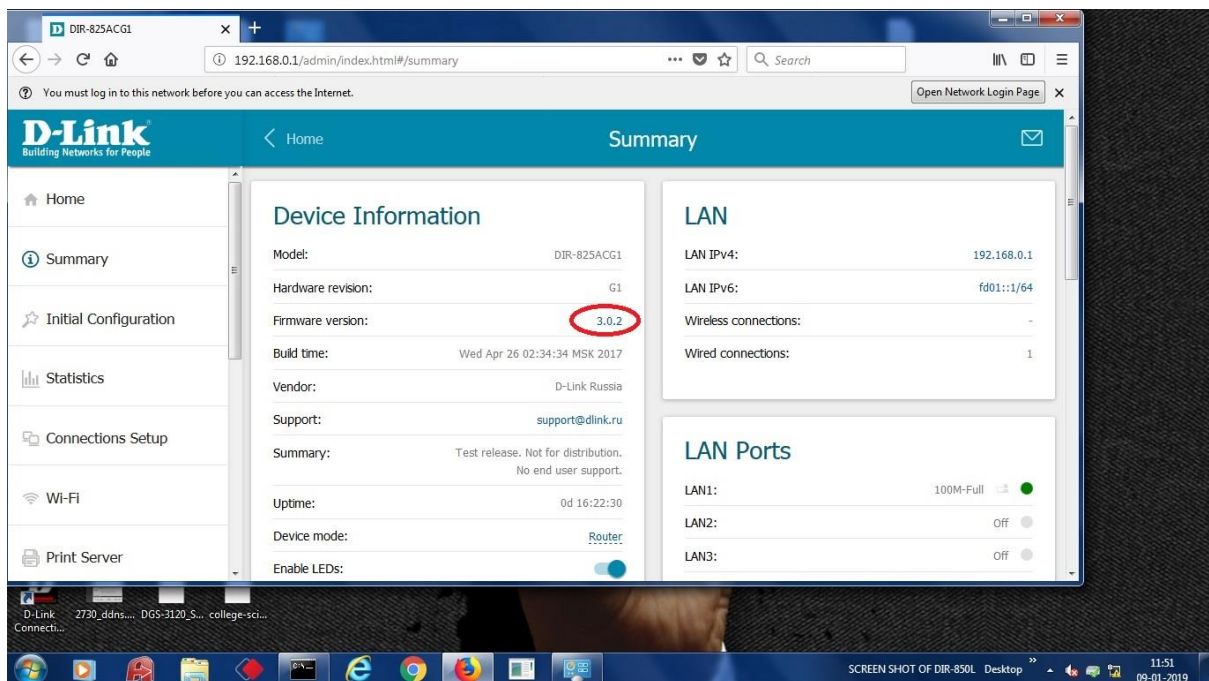 DIR-825ACG1
192.168.0.1/admin/index.html#/summary
Search
You must log in to this network before you can access the Internet.
Open Network Login Page
D-Link
Building Networks for People
Home
Summary
Home
Summary
Initial Configuration
Statistics
Connections Setup
Wi-Fi
Print Server
Device Information
Model: DIR-825ACG1
Hardware revision: G1
Firmware version: 3.0.2
Build time: Wed Apr 26 02:34:34 MSK 2017
Vendor: D-Link Russia
Support: support@dlink.ru
Summary: Test release. Not for distribution.
No end user support.
Uptime: 0d 16:22:30
Device mode: Router
Enable LEDs:
LAN
LAN IPv4: 192.168.0.1
LAN IPv6: fd01::1/64
Wireless connections: -
Wired connections: 1
LAN Ports
LAN1: 100M-Full
LAN2: Off
LAN3: Off
D-Link
Connecti...
2730_ddns....
DGS-3120_S...
college-sci...
SCREEN SHOT OF DIR-850L Desktop
11:51
09-01-2019